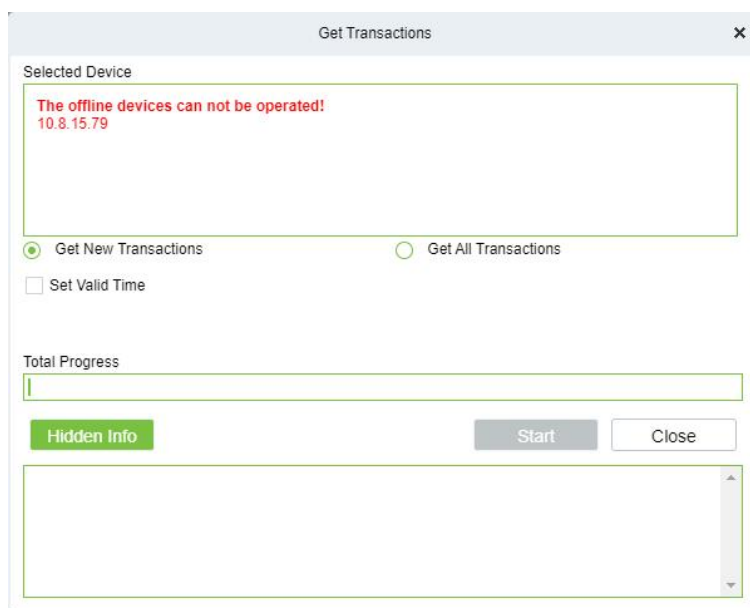 Get Transactions
Selected Device
The offline devices can not be operated!
10.8.15.79
Get New Transactions
Get All Transactions
Set Valid Time
Total Progress
Hidden Info
Start
Close